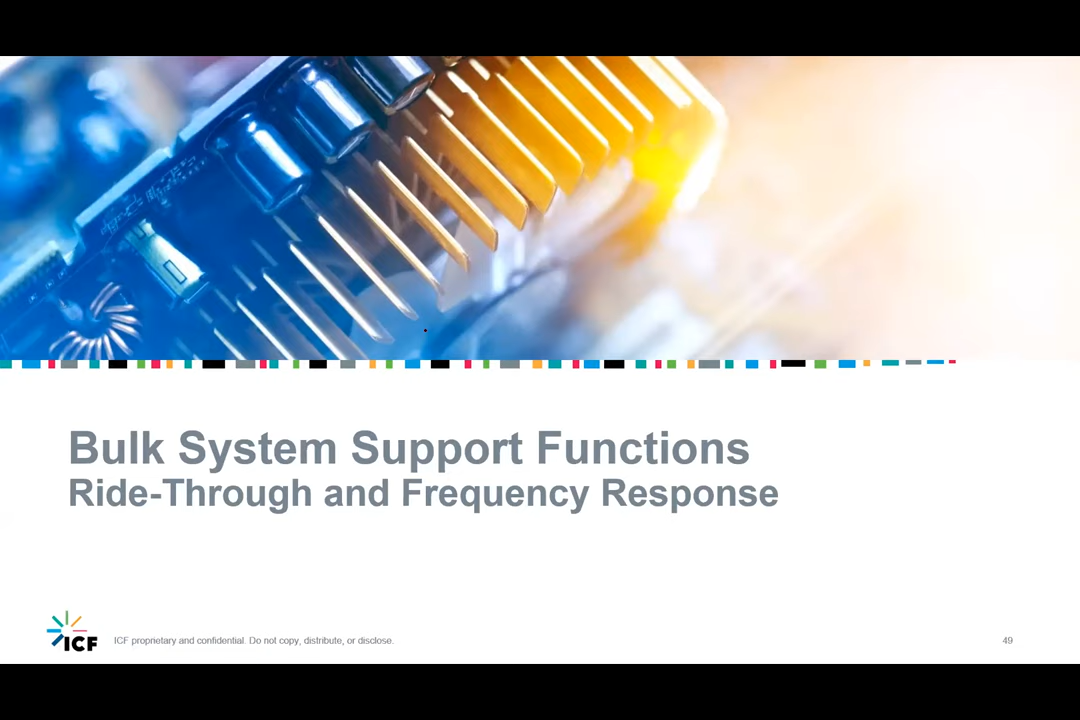 Bulk System Support Functions
Ride-Through and Frequency Response
ICF
ICF proprietary and confidential. Do not copy, distribute, or disclose.
49